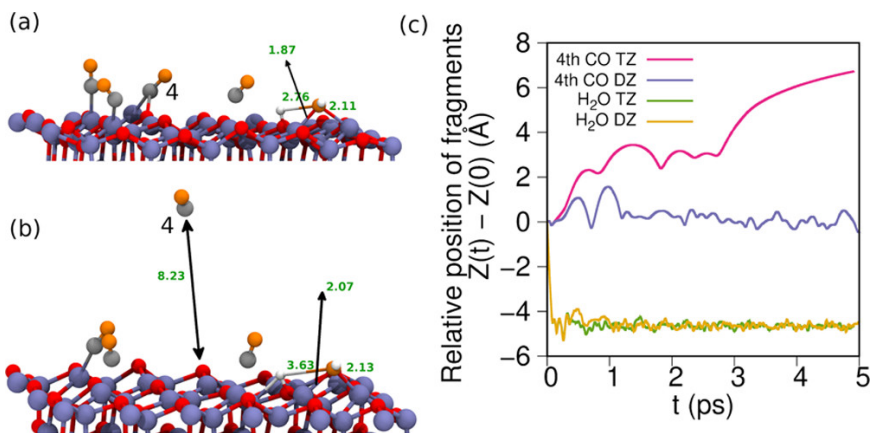 (a)
1.87
4
2.76
2.11
(b)
4
8.23
2.07
3.63
2.13
(c)
Relative position of fragments
Z(t) − Z(0) (Å)
8
6
4
2
0
−2
−4
−6
4th CO TZ
4th CO DZ
H₂O TZ
H₂O DZ
0 1 2 3 4 5
t (ps)